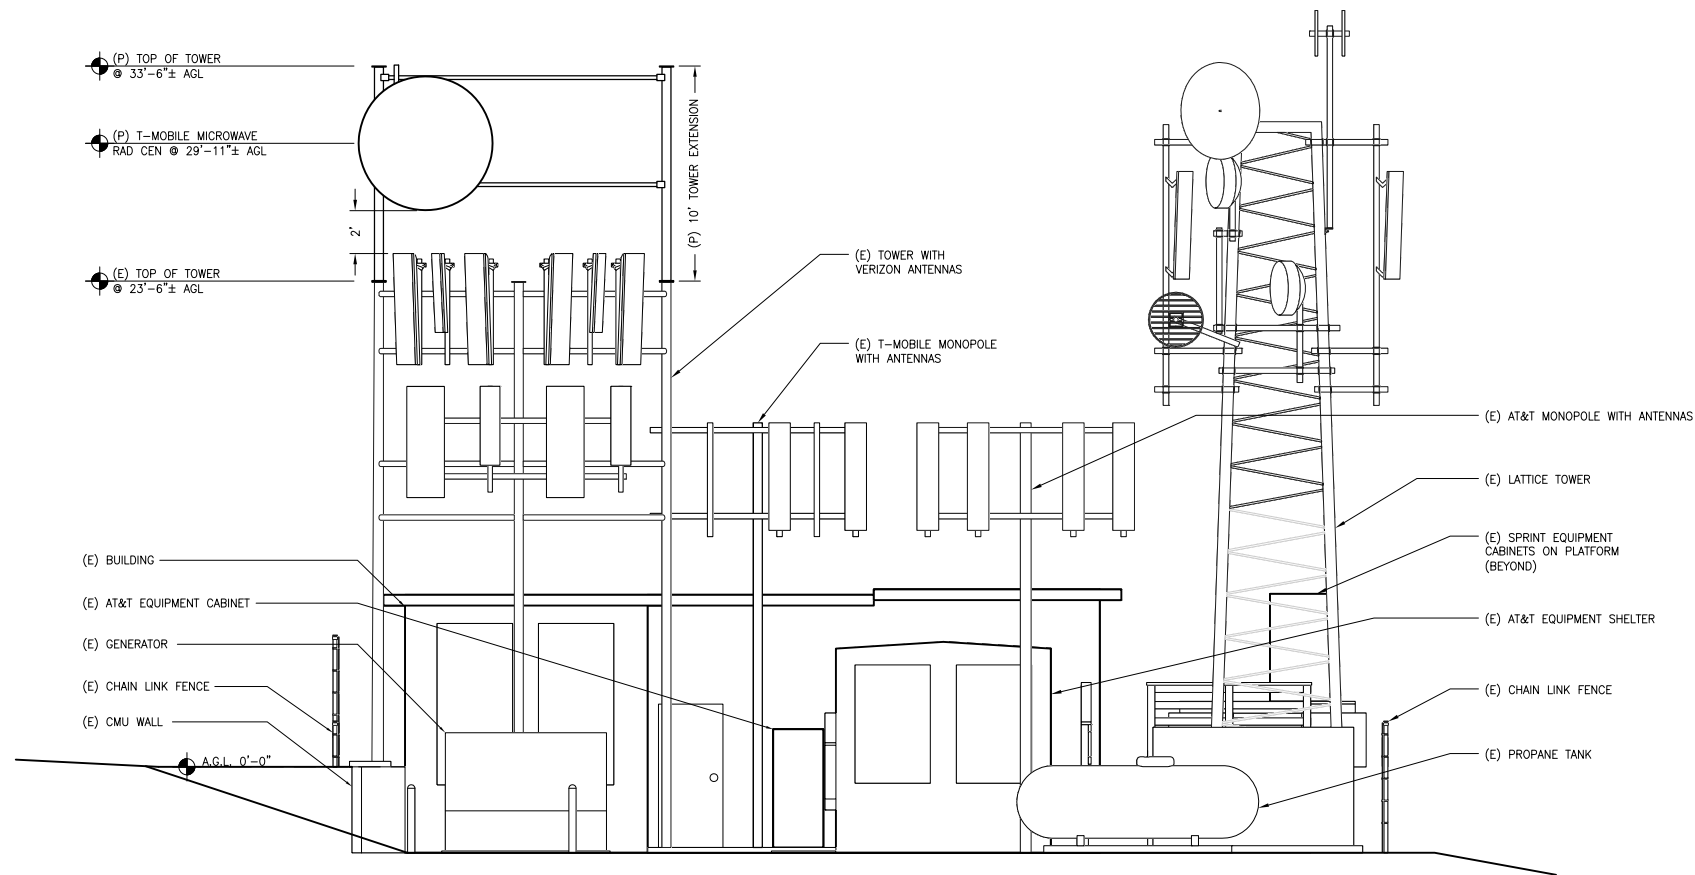 (P) TOP OF TOWER
@ 33'-6"± AGL
(P) T-MOBILE MICROWAVE
RAD CEN @ 29'-11"± AGL
2'
(P) 10' TOWER EXTENSION
(E) TOP OF TOWER
@ 23'-6"± AGL
(E) TOWER WITH
VERIZON ANTENNAS
(E) T-MOBILE MONOPOLE
WITH ANTENNAS
(E) AT&T MONOPOLE WITH ANTENNAS
(E) LATTICE TOWER
(E) SPRINT EQUIPMENT
CABINETS ON PLATFORM
(BEYOND)
(E) BUILDING
(E) AT&T EQUIPMENT CABINET
(E) AT&T EQUIPMENT SHELTER
(E) GENERATOR
(E) CHAIN LINK FENCE
(E) CHAIN LINK FENCE
(E) CMU WALL
A.G.L. 0'-0"
(E) PROPANE TANK